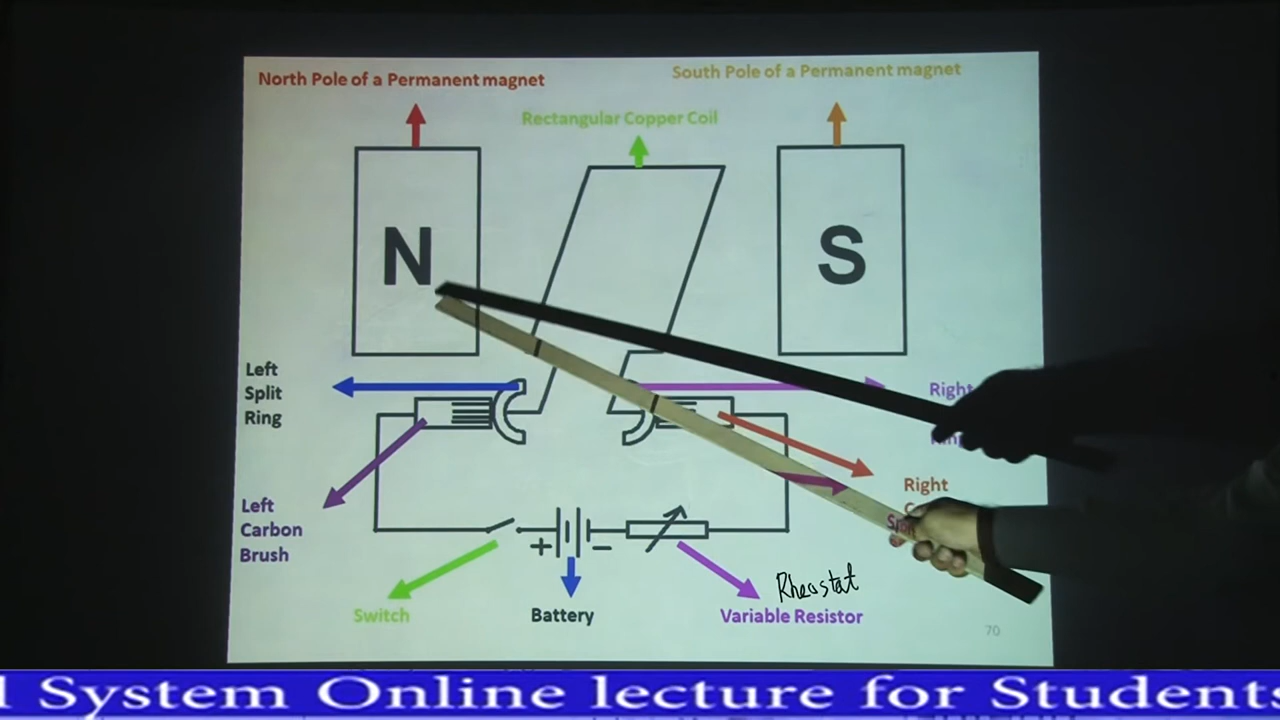 North Pole of a Permanent magnet
South Pole of a Permanent magnet
Rectangular Copper Coil
N
S
Left
Split
Ring
Right
Left
Carbon
Brush
Right
+
−
Rheostat
Switch
Battery
Variable Resistor
70
System Online lecture for Students